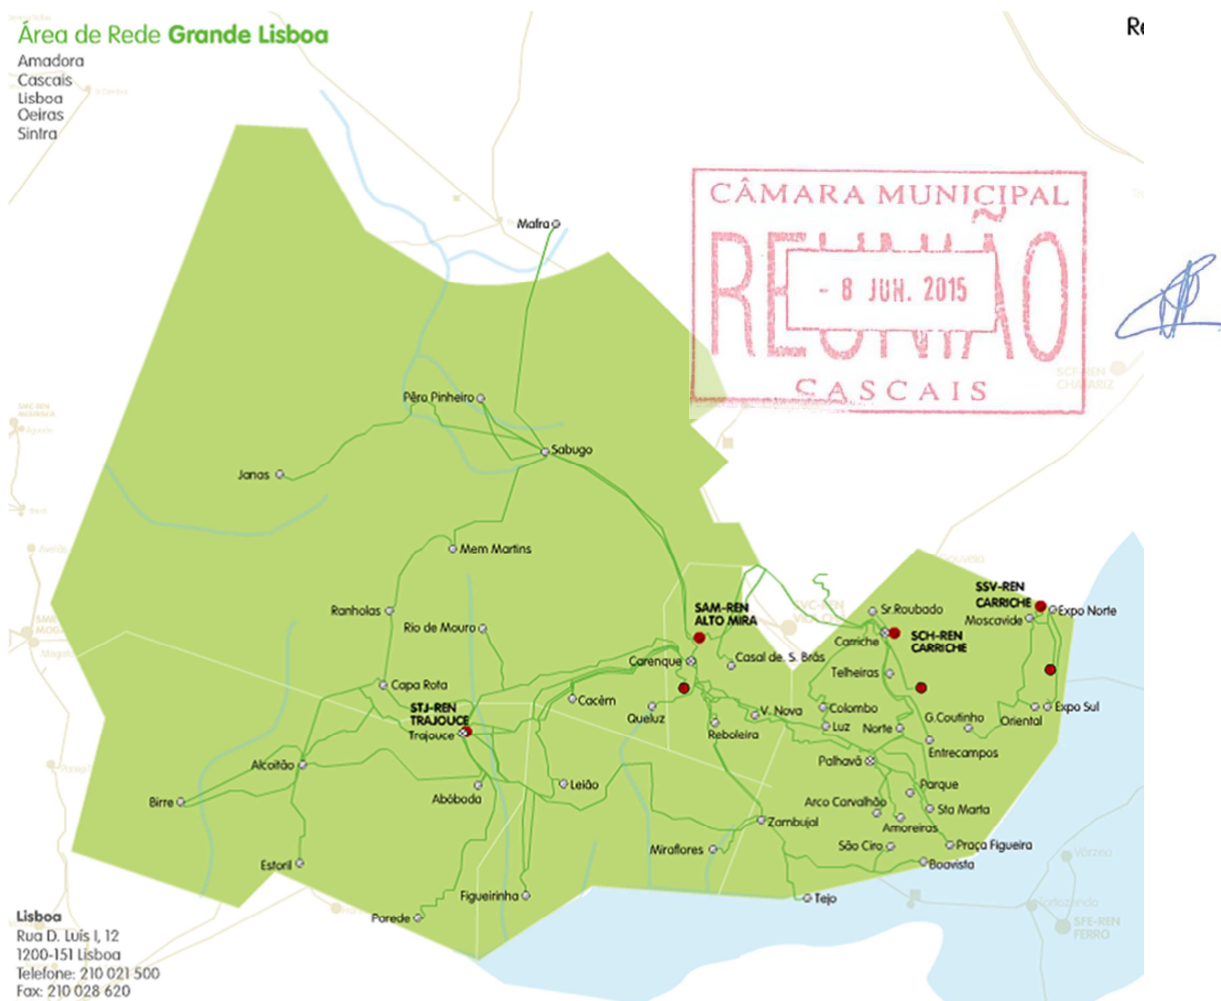 Área de Rede Grande Lisboa
Amadora
Cascais
Lisboa
Oeiras
Sintra
CÂMARA MUNICIPAL
REUNIÃO
- 8 JUN. 2015
CASCAIS
SCF-REN
CHAFARIZ
Mafra
Pêro Pinheiro
Sabugo
Janas
Mem Martins
Ranholas
Rio de Mouro
SAM-REN
ALTO MIRA
Carenque
Casal de. S. Brás
Sr.Roubado
Carriche
SCH-REN
CARRICHE
SSV-REN
CARRICHE
Expo Norte
Moscavide
Telheiras
Capa Rota
STJ-REN
TRAJOUCE
Trajouce
Cacém
Queluz
Reboleira
V. Nova
Colombo
Luz
Norte
G.Coutinho
Oriental
Expo Sul
Entrecampos
Palhavã
Alcoitão
Birre
Abóboda
Leião
Parque
Arco Carvalhão
Sta Marta
Amoreiras
Zambujal
Miraflores
São Ciro
Praça Figueira
Boavista
Estoril
Figueirinha
Parede
Tejo
SFE-REN
FERRO
Lisboa
Rua D. Luís I, 12
1200-151 Lisboa
Telefone: 210 021 500
Fax: 210 028 620